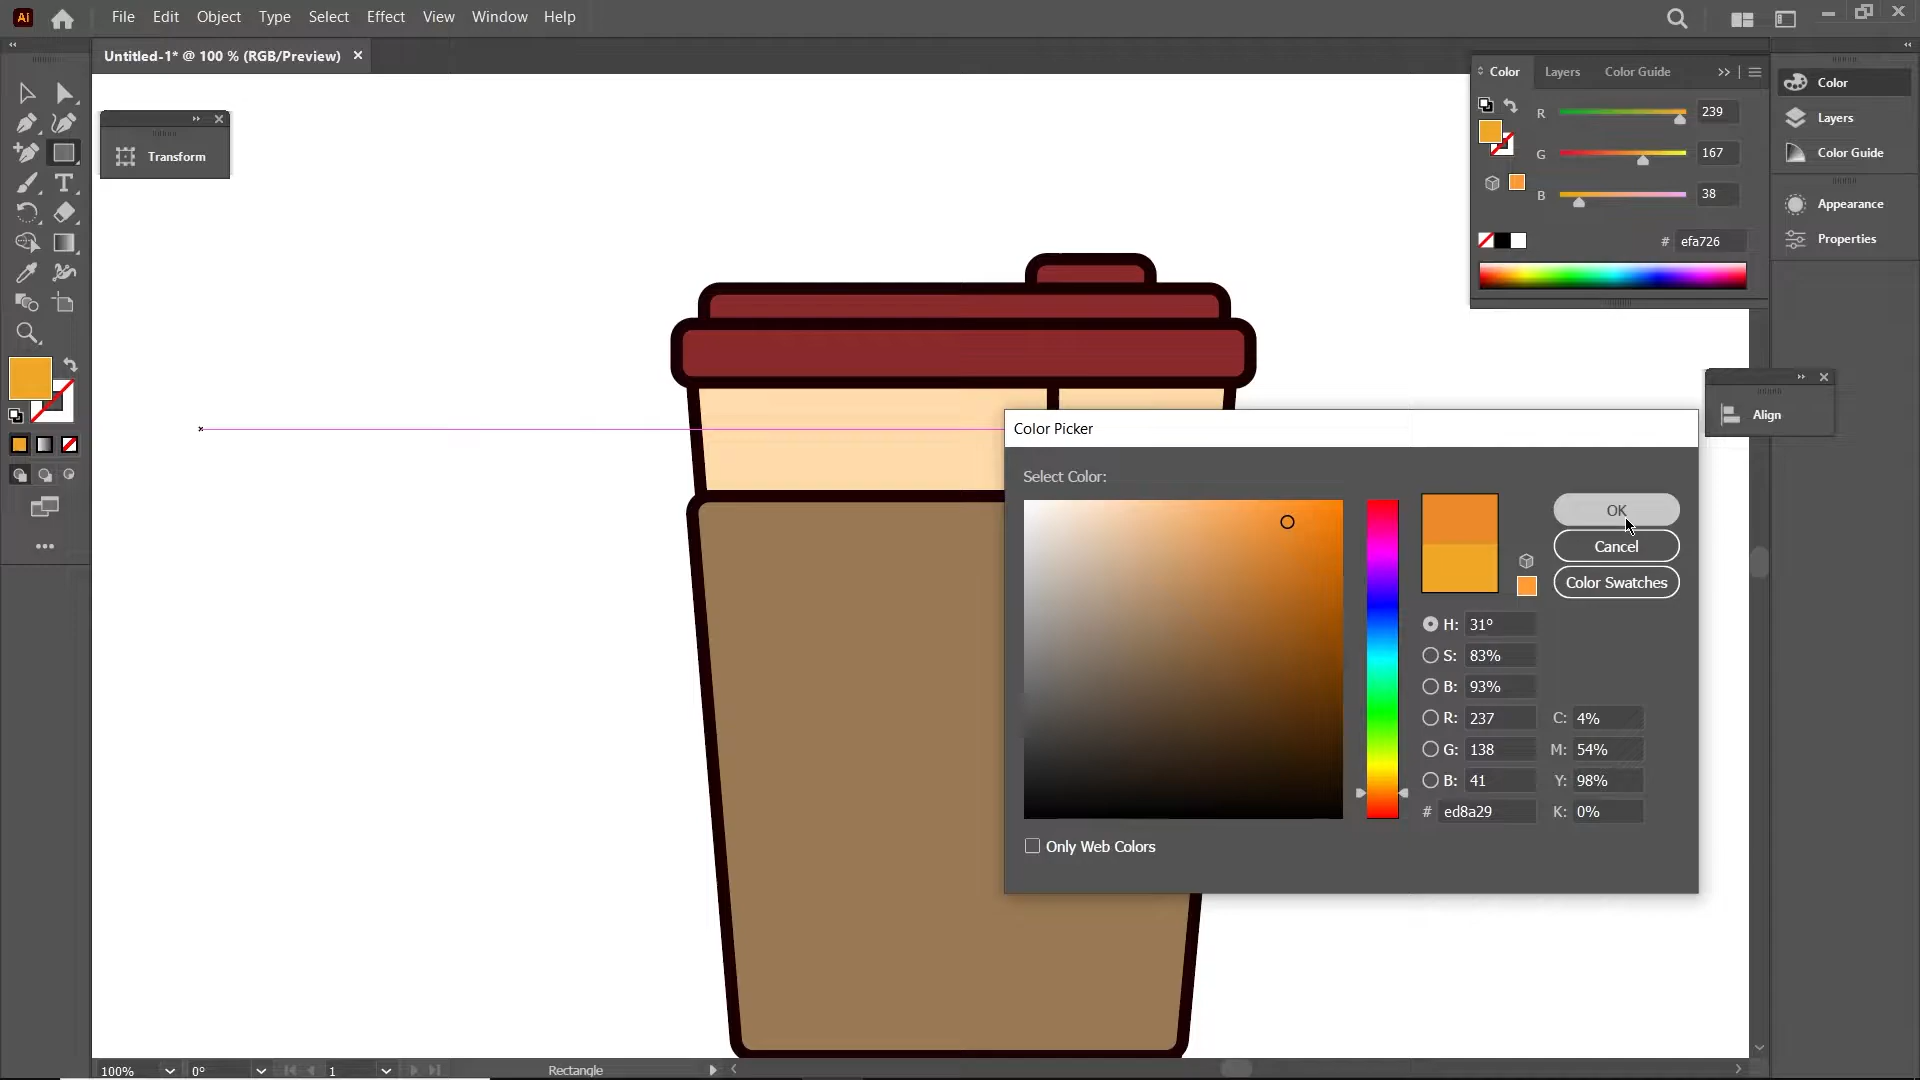 Ai File Edit Object Type Select Effect View Window Help
Untitled-1* @ 100 % (RGB/Preview)
Transform
Color Layers Color Guide
R 239
G 167
B 38
# efa726
Color
Layers
Color Guide
Appearance
Properties
Align
T
Color Picker
Select Color:
OK
Cancel
Color Swatches
H: 31°
S: 83%
B: 93%
R: 237 C: 4%
G: 138 M: 54%
B: 41 Y: 98%
# ed8a29 K: 0%
Only Web Colors
100% 0° 1 Rectangle